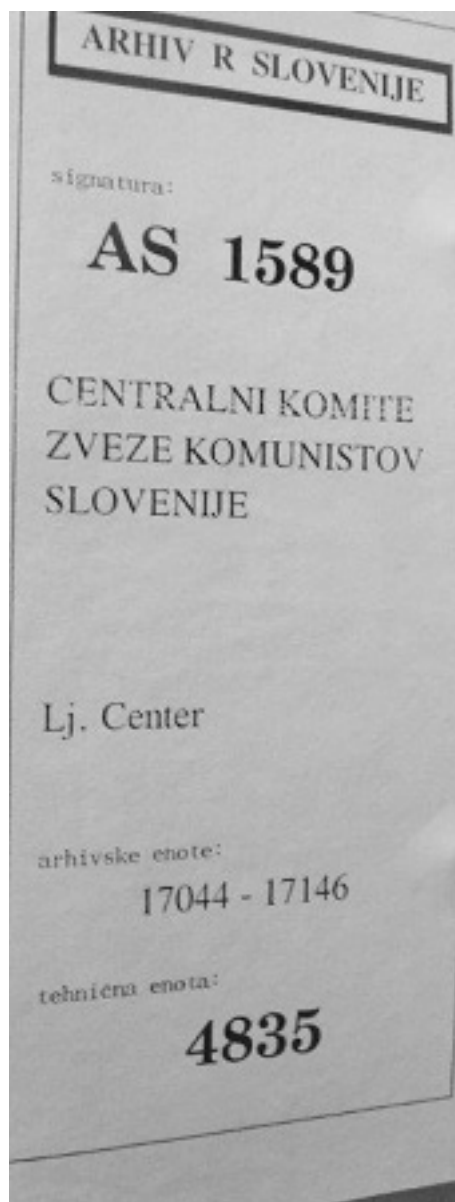 ARHIV R SLOVENIJE
signatura:
AS 1589
CENTRALNI KOMITE
ZVEZE KOMUNISTOV
SLOVENIJE
Lj. Center
arhivske enote:
17044 - 17146
tehnična enota:
4835